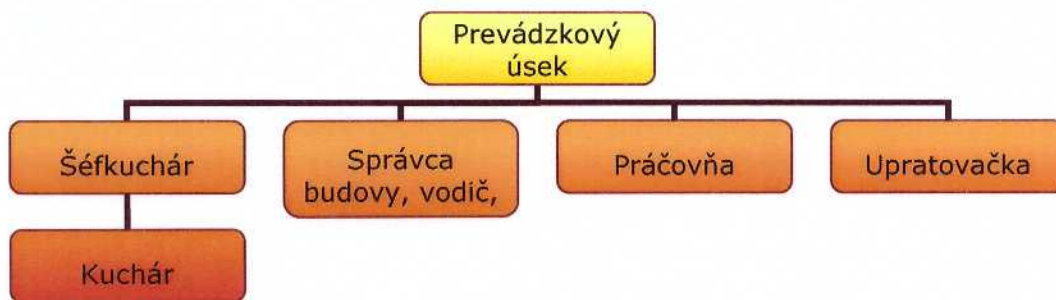 Prevádzkový
úsek
Šéfkuchár
Správca
budovy, vodič,
Práčovňa
Upratovačka
Kuchár